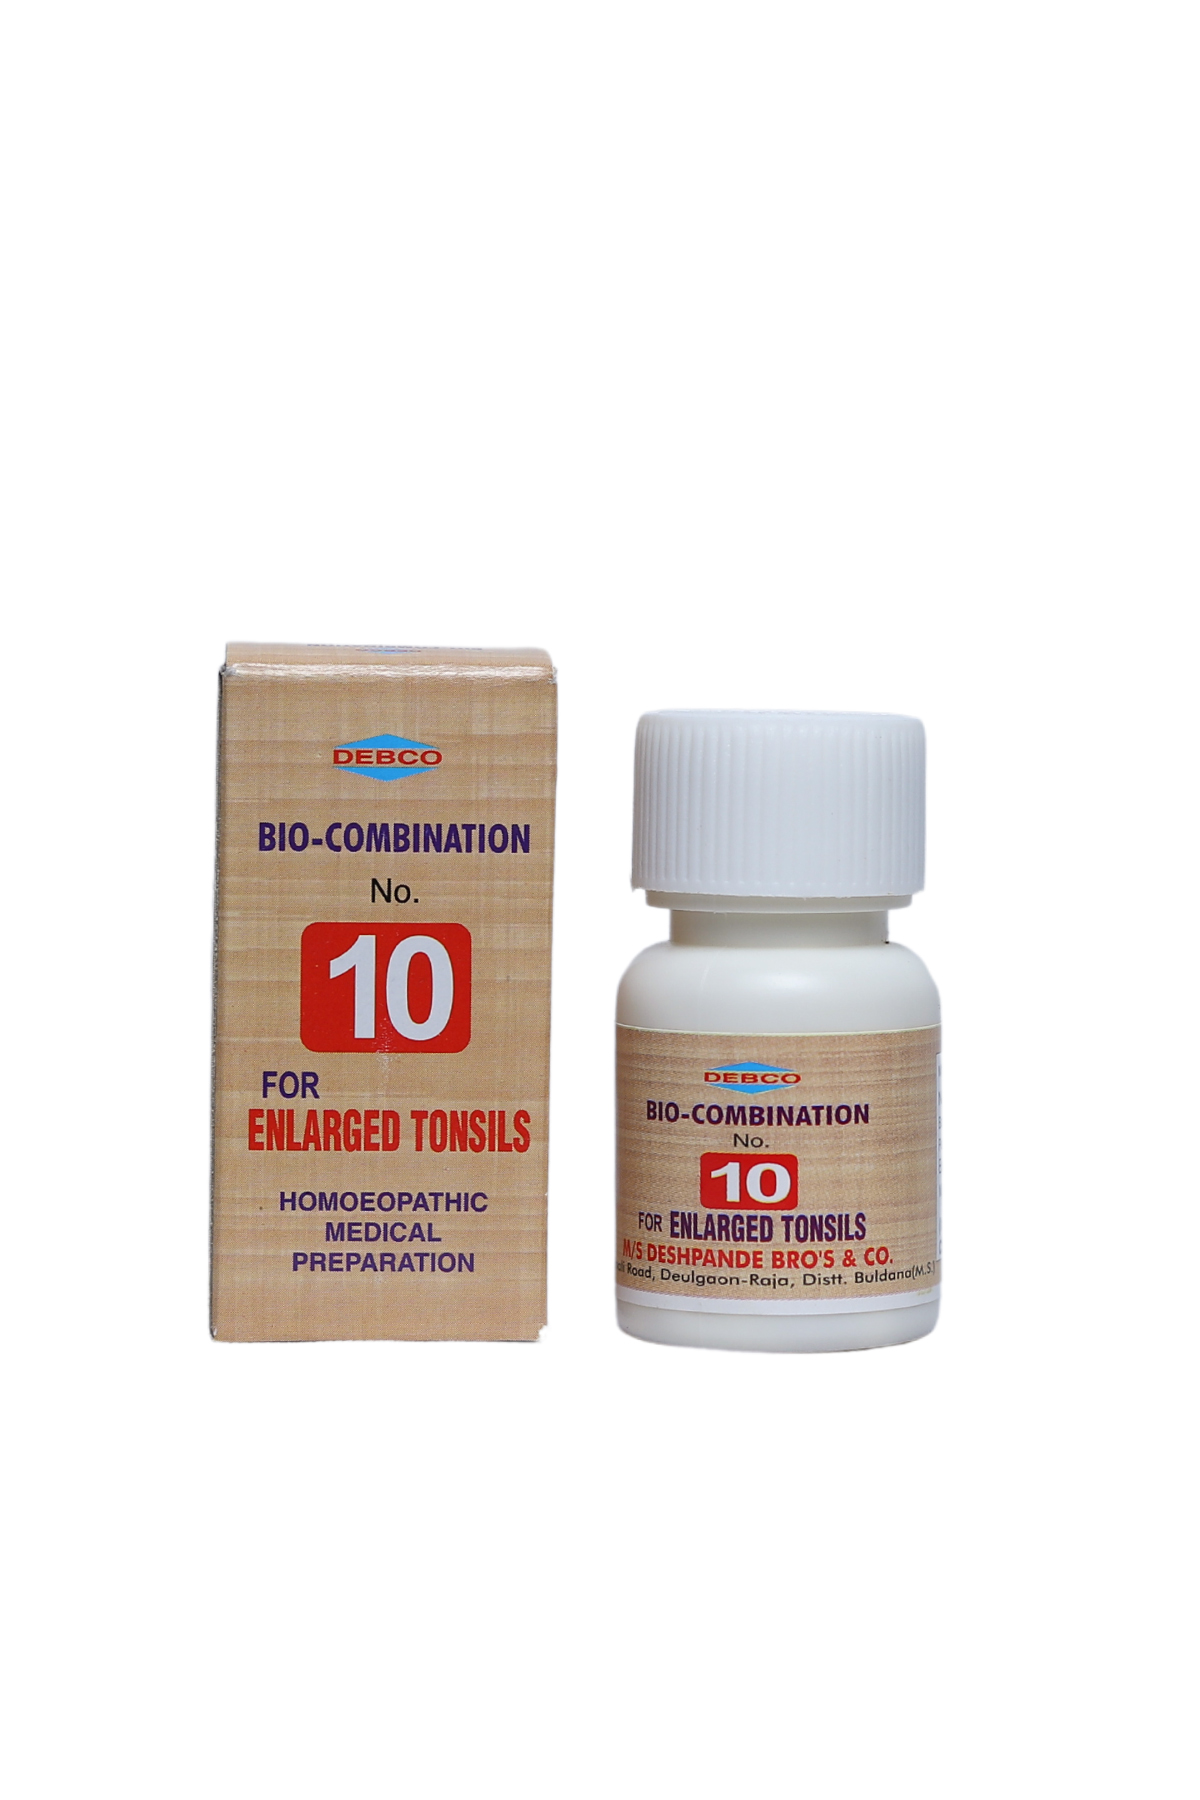 DEBCO
BIO-COMBINATION
No.
10
FOR
ENLARGED TONSILS
HOMOEOPATHIC
MEDICAL
PREPARATION
DEBCO
BIO-COMBINATION
No.
10
FOR ENLARGED TONSILS
M/S DESHPANDE BRO'S & CO.
Road, Deulgaon-Raja, Distt. Buldana(M.S.)